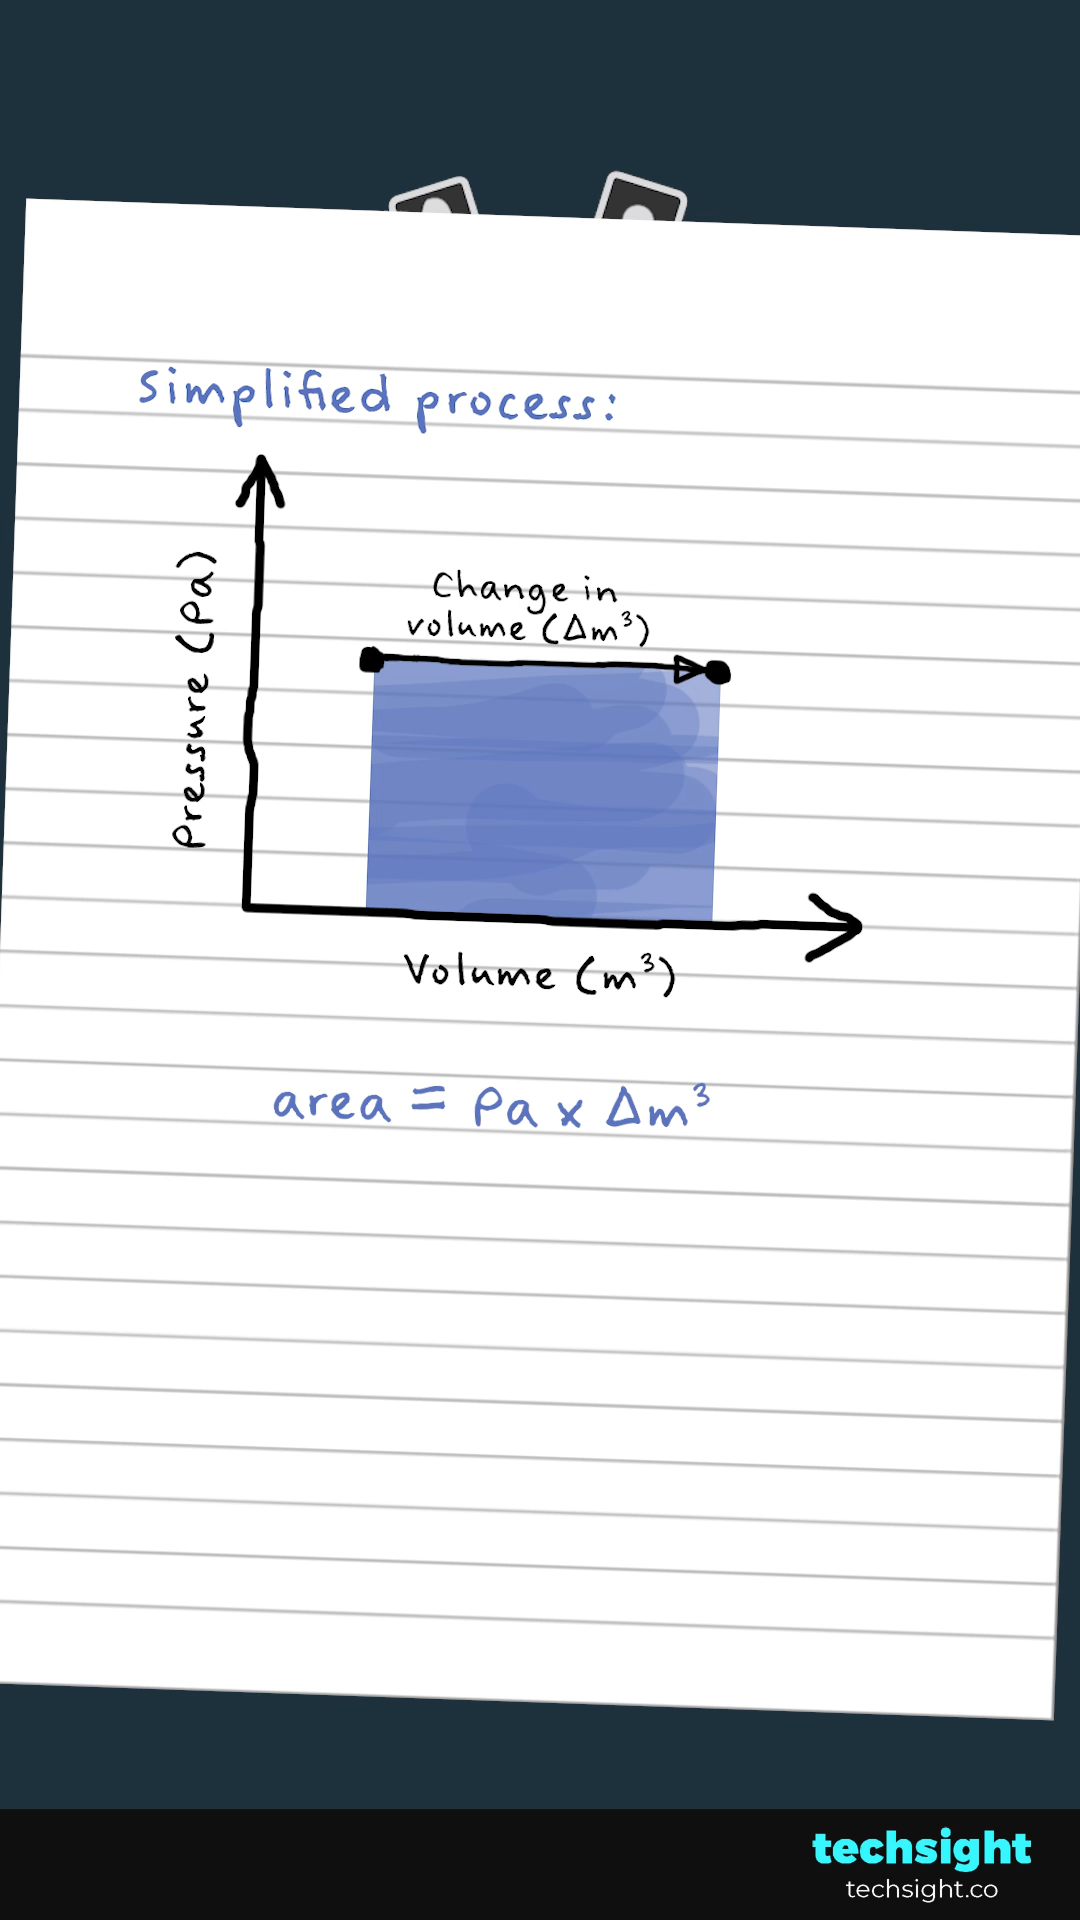 Simplified process:
Pressure (Pa)
Change in
volume (Δm³)
Volume (m³)
area = Pa x Δm³
techsight
techsight.co